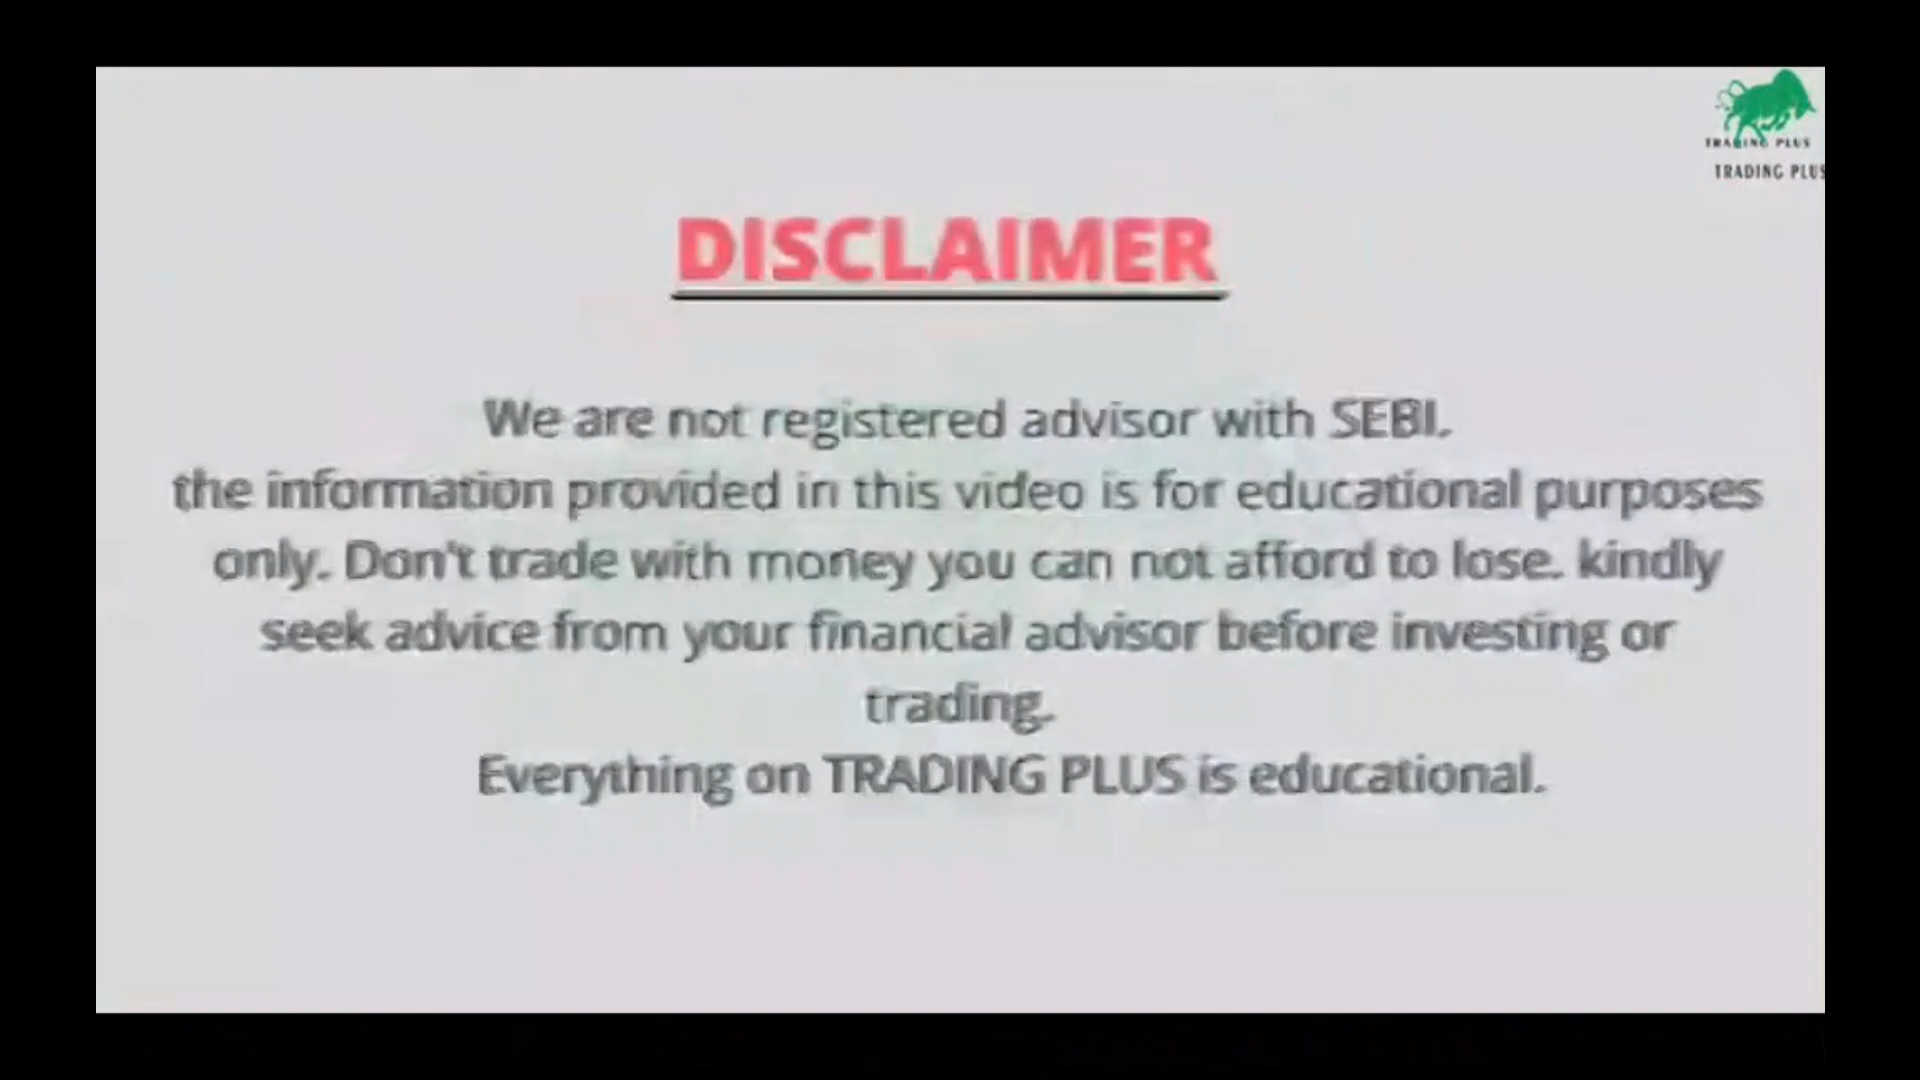 TRADING PLUS
TRADING PLUS
DISCLAIMER
We are not registered advisor with SEBI.
the information provided in this video is for educational purposes
only. Don't trade with money you can not afford to lose. kindly
seek advice from your financial advisor before investing or
trading.
Everything on TRADING PLUS is educational.